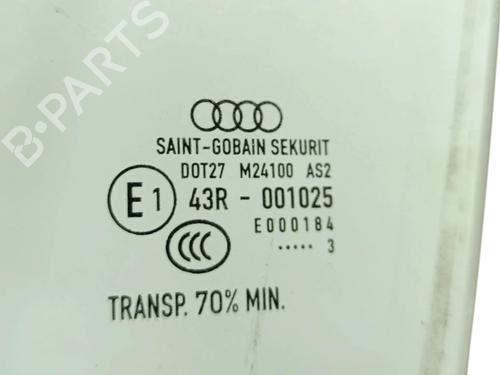 B-PARTS
SAINT-GOBAIN SEKURIT
DOT27 M24100 AS2
E1 43R - 001025
E000184
..... 3
CCC
TRANSP. 70% MIN.